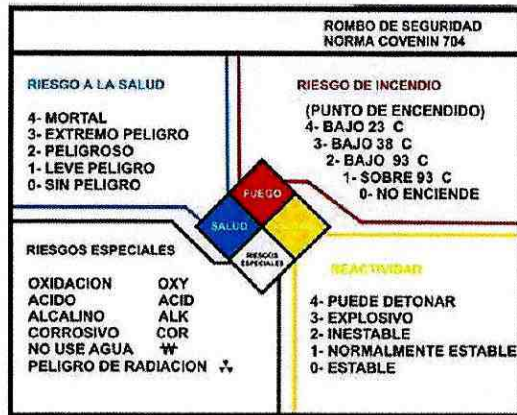 ROMBO DE SEGURIDAD
NORMA COVENIN 704
RIESGO A LA SALUD
4- MORTAL
3- EXTREMO PELIGRO
2- PELIGROSO
1- LEVE PELIGRO
0- SIN PELIGRO
RIESGO DE INCENDIO
(PUNTO DE ENCENDIDO)
4- BAJO 23 C
3- BAJO 38 C
2- BAJO 93 C
1- SOBRE 93 C
0- NO ENCIENDE
FUEGO
SALUD
RIESGOS
ESPECIALES
RIESGOS ESPECIALES
OXIDACION OXY
ACIDO ACID
ALCALINO ALK
CORROSIVO COR
NO USE AGUA W
PELIGRO DE RADIACION
REACTIVIDAD
4- PUEDE DETONAR
3- EXPLOSIVO
2- INESTABLE
1- NORMALMENTE ESTABLE
0- ESTABLE